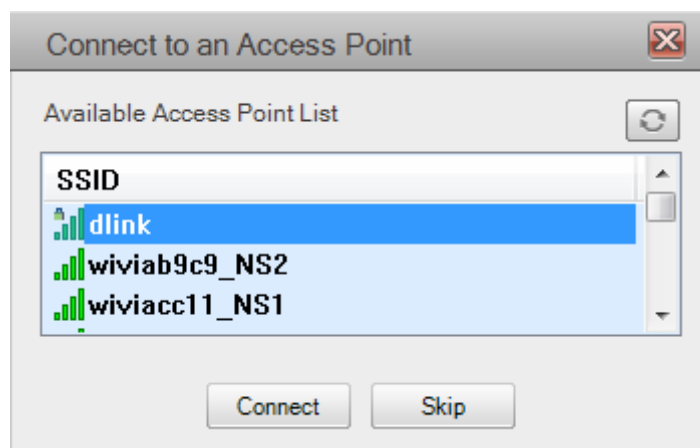 Connect to an Access Point
Available Access Point List
SSID
dlink
wiviab9c9_NS2
wiviacc11_NS1
Connect Skip